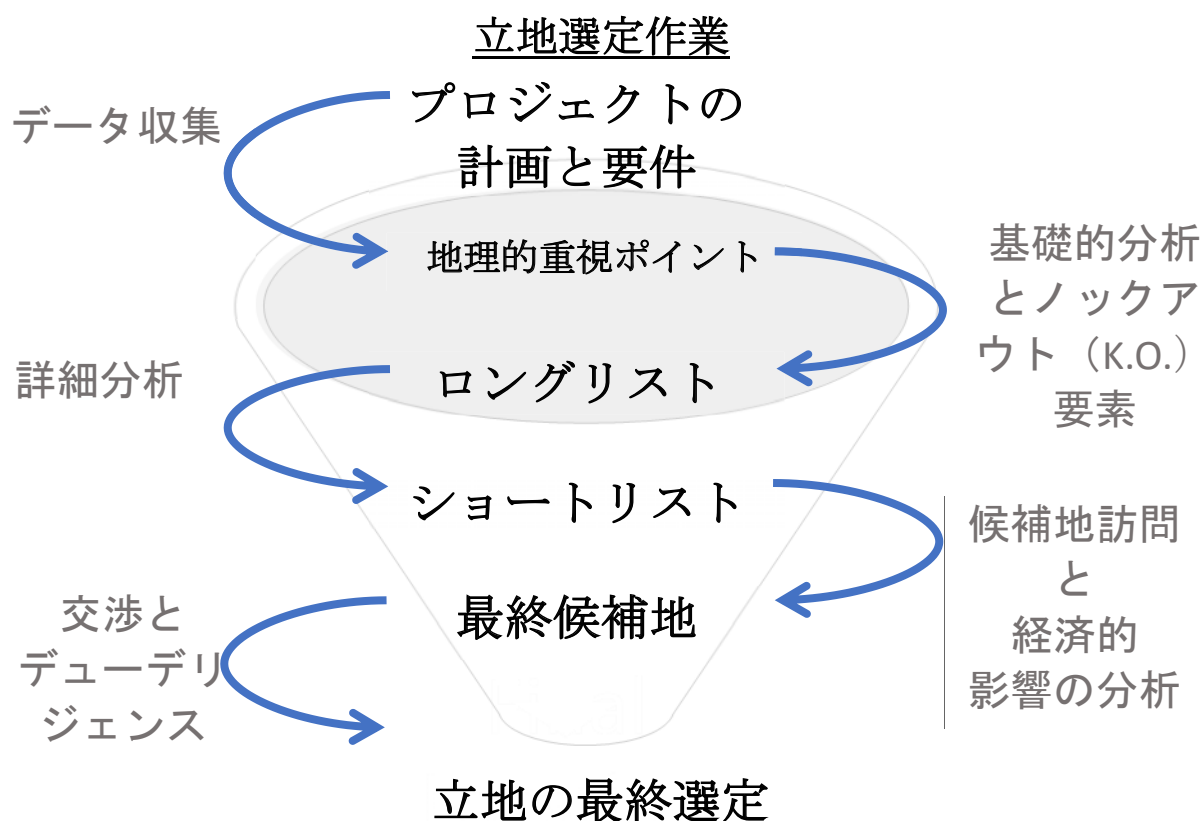 立地選定作業
プロジェクトの
計画と要件
データ収集
地理的重視ポイント
基礎的分析
とノックア
ウト（K.O.）
要素
ロングリスト
詳細分析
ショートリスト
候補地訪問
と
経済的
影響の分析
最終候補地
交渉と
デューデリ
ジェンス
立地の最終選定